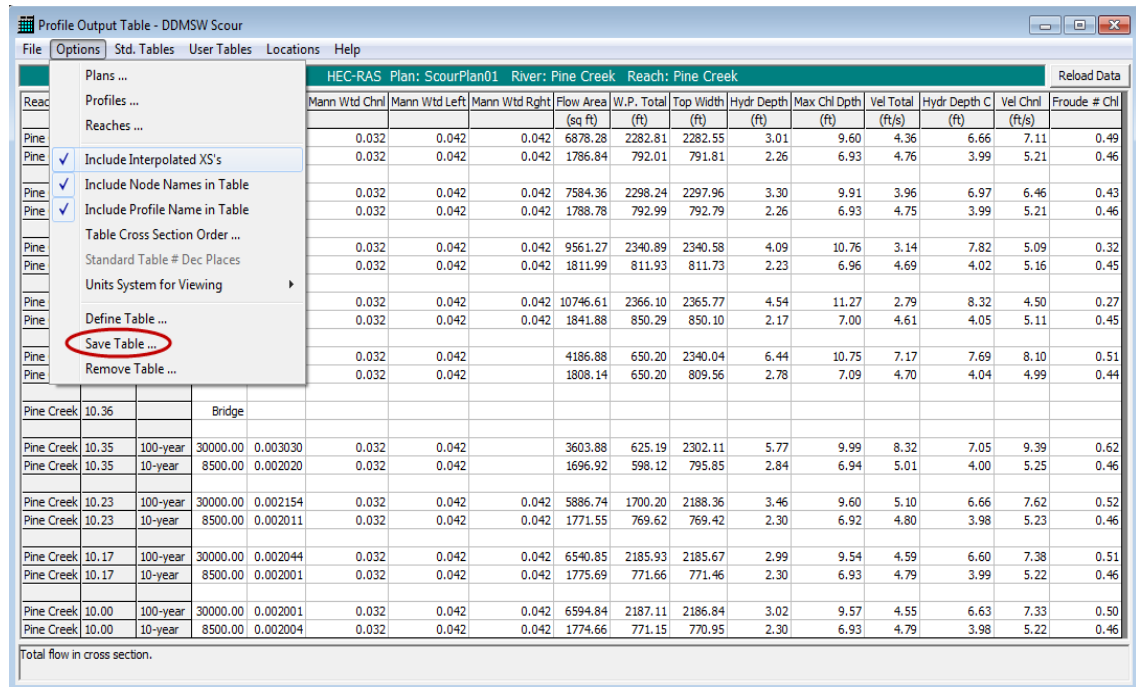 Profile Output Table - DDMSW Scour
File Options Std. Tables User Tables Locations Help
HEC-RAS Plan: ScourPlan01 River: Pine Creek Reach: Pine Creek Reload Data
Plans ...
Profiles ...
Reaches ...
Include Interpolated XS's
Include Node Names in Table
Include Profile Name in Table
Table Cross Section Order ...
Standard Table # Dec Places
Units System for Viewing
Define Table ...
Save Table ...
Remove Table ...
Reac Mann Wtd Chnl Mann Wtd Left Mann Wtd Rght Flow Area W.P. Total Top Width Hydr Depth Max Chl Dpth Vel Total Hydr Depth C Vel Chnl Froude # Chl
(sq ft) (ft) (ft) (ft) (ft) (ft/s) (ft) (ft/s)
Pine 0.032 0.042 0.042 6878.28 2282.81 2282.55 3.01 9.60 4.36 6.66 7.11 0.49
Pine 0.032 0.042 0.042 1786.84 792.01 791.81 2.26 6.93 4.76 3.99 5.21 0.46
Pine 0.032 0.042 0.042 7584.36 2298.24 2297.96 3.30 9.91 3.96 6.97 6.46 0.43
Pine 0.032 0.042 0.042 1788.78 792.99 792.79 2.26 6.93 4.75 3.99 5.21 0.46
Pine 0.032 0.042 0.042 9561.27 2340.89 2340.58 4.09 10.76 3.14 7.82 5.09 0.32
Pine 0.032 0.042 0.042 1811.99 811.93 811.73 2.23 6.96 4.69 4.02 5.16 0.45
Pine 0.032 0.042 0.042 10746.61 2366.10 2365.77 4.54 11.27 2.79 8.32 4.50 0.27
Pine 0.032 0.042 0.042 1841.88 850.29 850.10 2.17 7.00 4.61 4.05 5.11 0.45
Pine 0.032 0.042 4186.88 650.20 2340.04 6.44 10.75 7.17 7.69 8.10 0.51
Pine 0.032 0.042 1808.14 650.20 809.56 2.78 7.09 4.70 4.04 4.99 0.44
Pine Creek 10.36 Bridge
Pine Creek 10.35 100-year 30000.00 0.003030 0.032 0.042 3603.88 625.19 2302.11 5.77 9.99 8.32 7.05 9.39 0.62
Pine Creek 10.35 10-year 8500.00 0.002020 0.032 0.042 1696.92 598.12 795.85 2.84 6.94 5.01 4.00 5.25 0.46
Pine Creek 10.23 100-year 30000.00 0.002154 0.032 0.042 0.042 5886.74 1700.20 2188.36 3.46 9.60 5.10 6.66 7.62 0.52
Pine Creek 10.23 10-year 8500.00 0.002011 0.032 0.042 0.042 1771.55 769.62 769.42 2.30 6.92 4.80 3.98 5.23 0.46
Pine Creek 10.17 100-year 30000.00 0.002044 0.032 0.042 0.042 6540.85 2185.93 2185.67 2.99 9.54 4.59 6.60 7.38 0.51
Pine Creek 10.17 10-year 8500.00 0.002001 0.032 0.042 0.042 1775.69 771.66 771.46 2.30 6.93 4.79 3.99 5.22 0.46
Pine Creek 10.00 100-year 30000.00 0.002001 0.032 0.042 0.042 6594.84 2187.11 2186.84 3.02 9.57 4.55 6.63 7.33 0.50
Pine Creek 10.00 10-year 8500.00 0.002004 0.032 0.042 0.042 1774.66 771.15 770.95 2.30 6.93 4.79 3.98 5.22 0.46
Total flow in cross section.